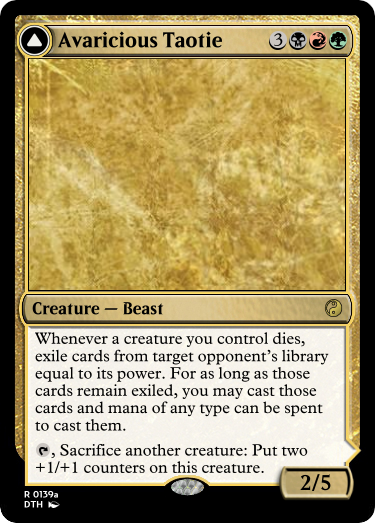 Avaricious Taotie 3
Creature — Beast
Whenever a creature you control dies,
exile cards from target opponent's library
equal to its power. For as long as those
cards remain exiled, you may cast those
cards and mana of any type can be spent
to cast them.
, Sacrifice another creature: Put two
+1/+1 counters on this creature.
2/5
R 0139a
DTH